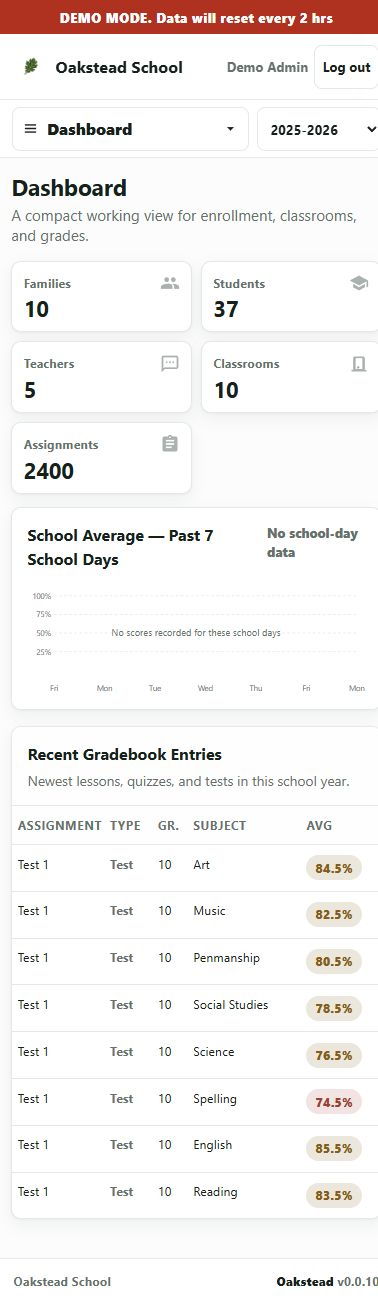 DEMO MODE. Data will reset every 2 hrs
Oakstead School
Demo Admin
Log out
Dashboard
2025-2026
Dashboard
A compact working view for enrollment, classrooms,
and grades.
Families
10
Students
37
Teachers
5
Classrooms
10
Assignments
2400
School Average — Past 7
School Days
No school-day
data
100%
75%
50%
25%
No scores recorded for these school days
Fri Mon Tue Wed Thu Fri Mon
Recent Gradebook Entries
Newest lessons, quizzes, and tests in this school year.
ASSIGNMENT TYPE GR. SUBJECT AVG
Test 1 Test 10 Art 84.5%
Test 1 Test 10 Music 82.5%
Test 1 Test 10 Penmanship 80.5%
Test 1 Test 10 Social Studies 78.5%
Test 1 Test 10 Science 76.5%
Test 1 Test 10 Spelling 74.5%
Test 1 Test 10 English 85.5%
Test 1 Test 10 Reading 83.5%
Oakstead School
Oakstead v0.0.10